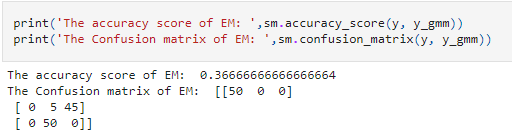 print('The accuracy score of EM: ',sm.accuracy_score(y, y_gmm))
print('The Confusion matrix of EM: ',sm.confusion_matrix(y, y_gmm))
The accuracy score of EM:  0.36666666666666664
The Confusion matrix of EM:  [[50  0  0]
 [ 0  5 45]
 [ 0 50  0]]